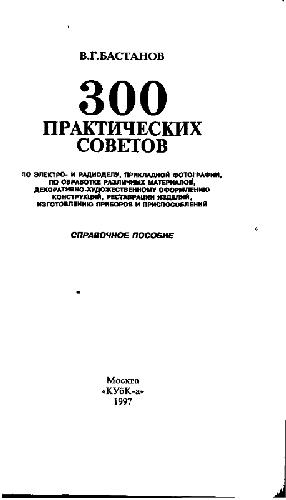 В.Г.БАСТАНОВ
300
ПРАКТИЧЕСКИХ
СОВЕТОВ
ПО ЭЛЕКТРО- И РАДИОДЕЛУ, ПРИКЛАДНОЙ ФОТОГРАФИИ,
ПО ОБРАБОТКЕ РАЗЛИЧНЫХ МАТЕРИАЛОВ,
ДЕКОРАТИВНО-ХУДОЖЕСТВЕННОМУ ОФОРМЛЕНИЮ
КОНСТРУКЦИЙ, РЕСТАВРАЦИИ ИЗДЕЛИЙ,
ИЗГОТОВЛЕНИЮ ПРИБОРОВ И ПРИСПОСОБЛЕНИЙ
СПРАВОЧНОЕ ПОСОБИЕ
Москва
«КУбК-а»
1997